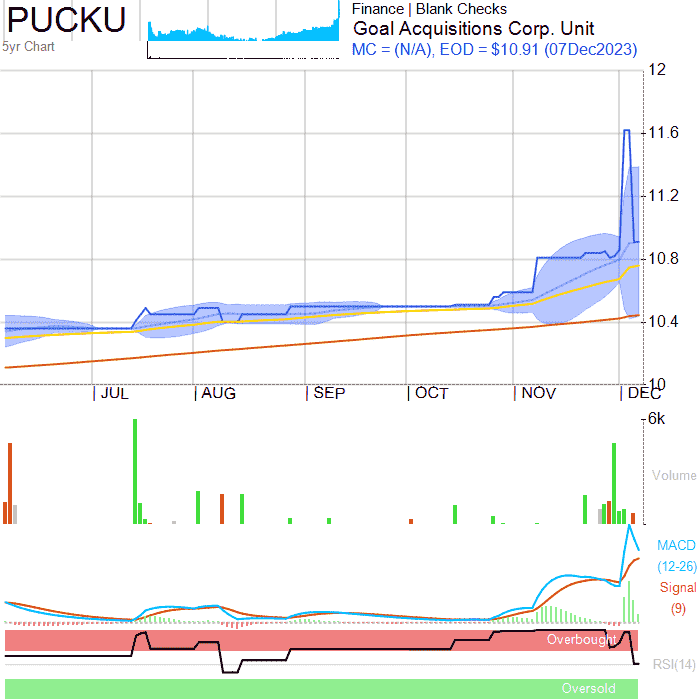 PUCKU
5yr Chart
Finance | Blank Checks
Goal Acquisitions Corp. Unit
MC = (N/A), EOD = $10.91 (07Dec2023)
12
11.6
11.2
10.8
10.4
10
JUL AUG SEP OCT NOV DEC
6k
Volume
MACD
(12-26)
Signal
(9)
Overbought
RSI(14)
Oversold